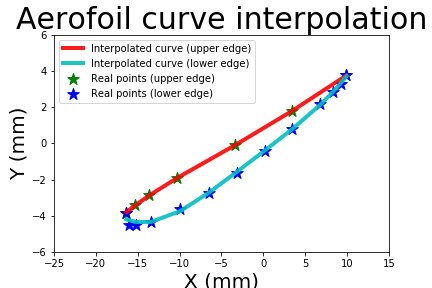 Aerofoil curve interpolation
Interpolated curve (upper edge)
Interpolated curve (lower edge)
Real points (upper edge)
Real points (lower edge)
6
4
2
0
−2
−4
−6
Y (mm)
−25 −20 −15 −10 −5 0 5 10 15
X (mm)